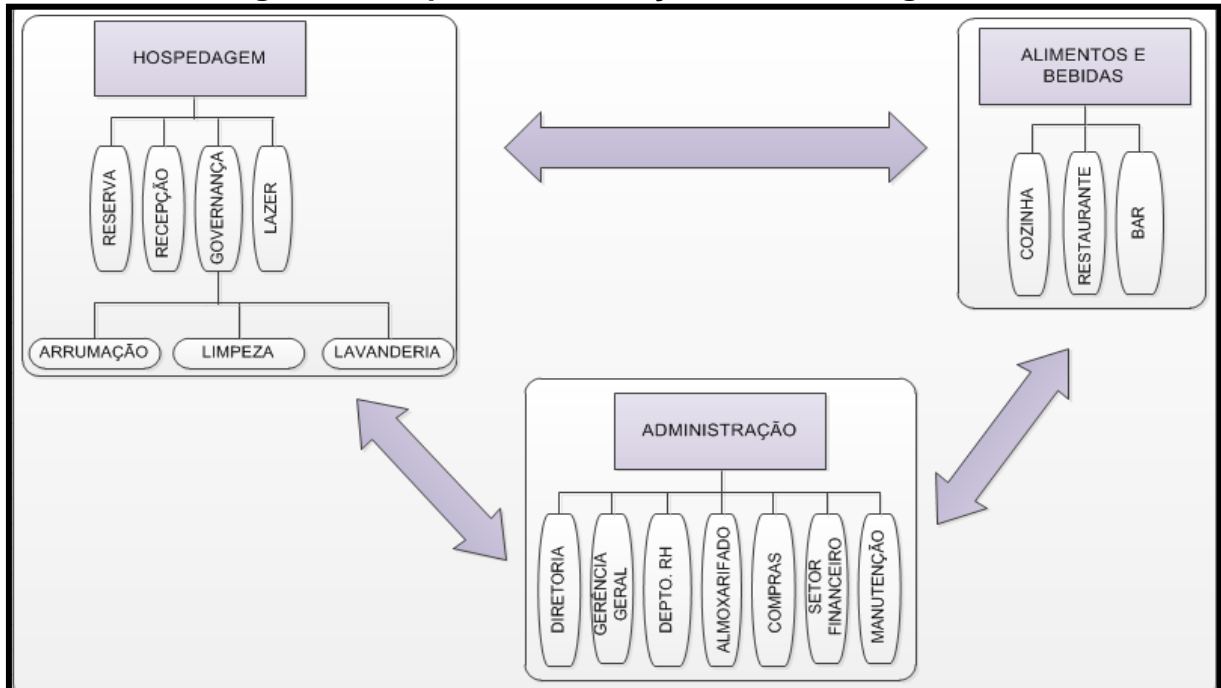 HOSPEDAGEM
RESERVA
RECEPÇÃO
GOVERNANÇA
LAZER
ARRUMAÇÃO
LIMPEZA
LAVANDERIA
ALIMENTOS E
BEBIDAS
COZINHA
RESTAURANTE
BAR
ADMINISTRAÇÃO
DIRETORIA
GERÊNCIA
GERAL
DEPTO. RH
ALMOXARIFADO
COMPRAS
SETOR
FINANCEIRO
MANUTENÇÃO